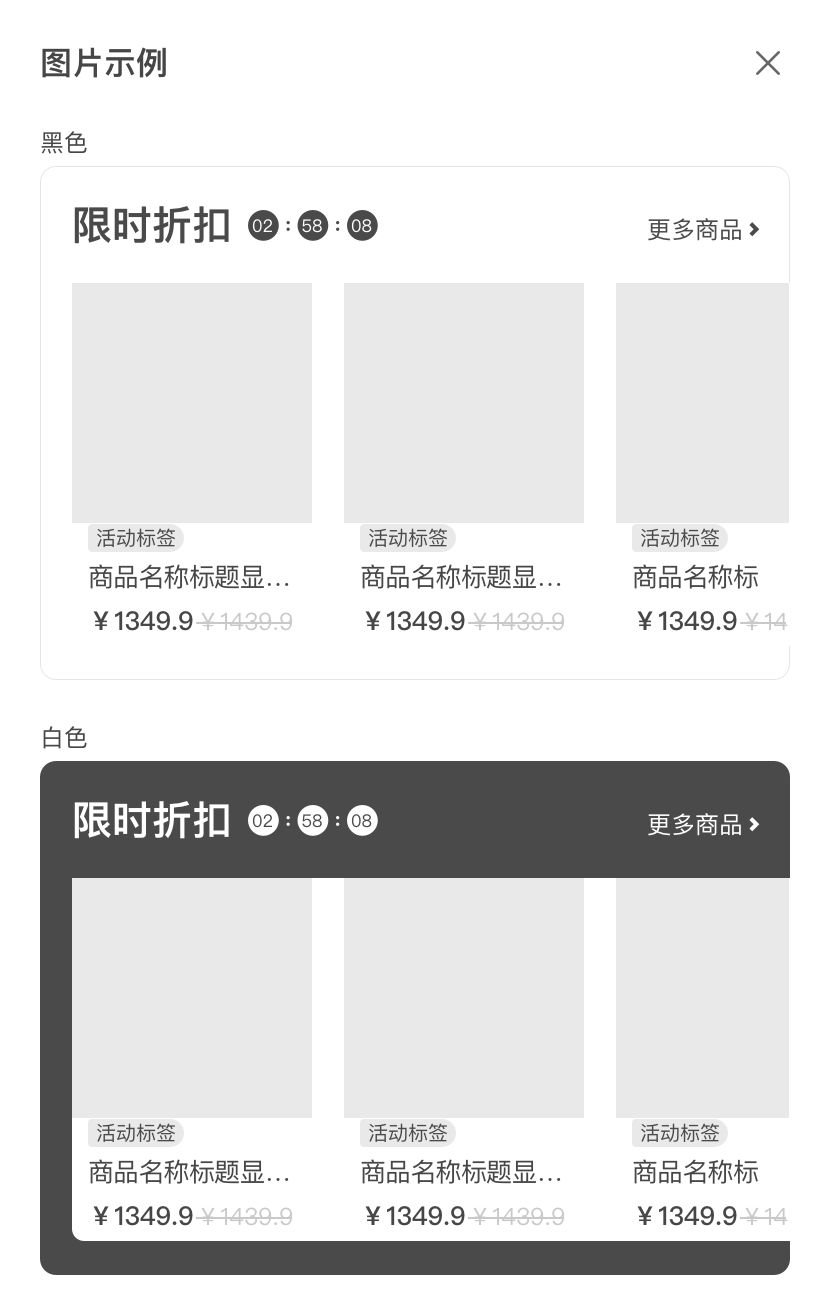 图片示例
黑色
限时折扣 02 : 58 : 08 更多商品
活动标签 活动标签 活动标签
商品名称标题显... 商品名称标题显... 商品名称标
￥1349.9 ￥1439.9 ￥1349.9 ￥1439.9 ￥1349.9 ￥14
白色
限时折扣 02 : 58 : 08 更多商品
活动标签 活动标签 活动标签
商品名称标题显... 商品名称标题显... 商品名称标
￥1349.9 ￥1439.9 ￥1349.9 ￥1439.9 ￥1349.9 ￥14